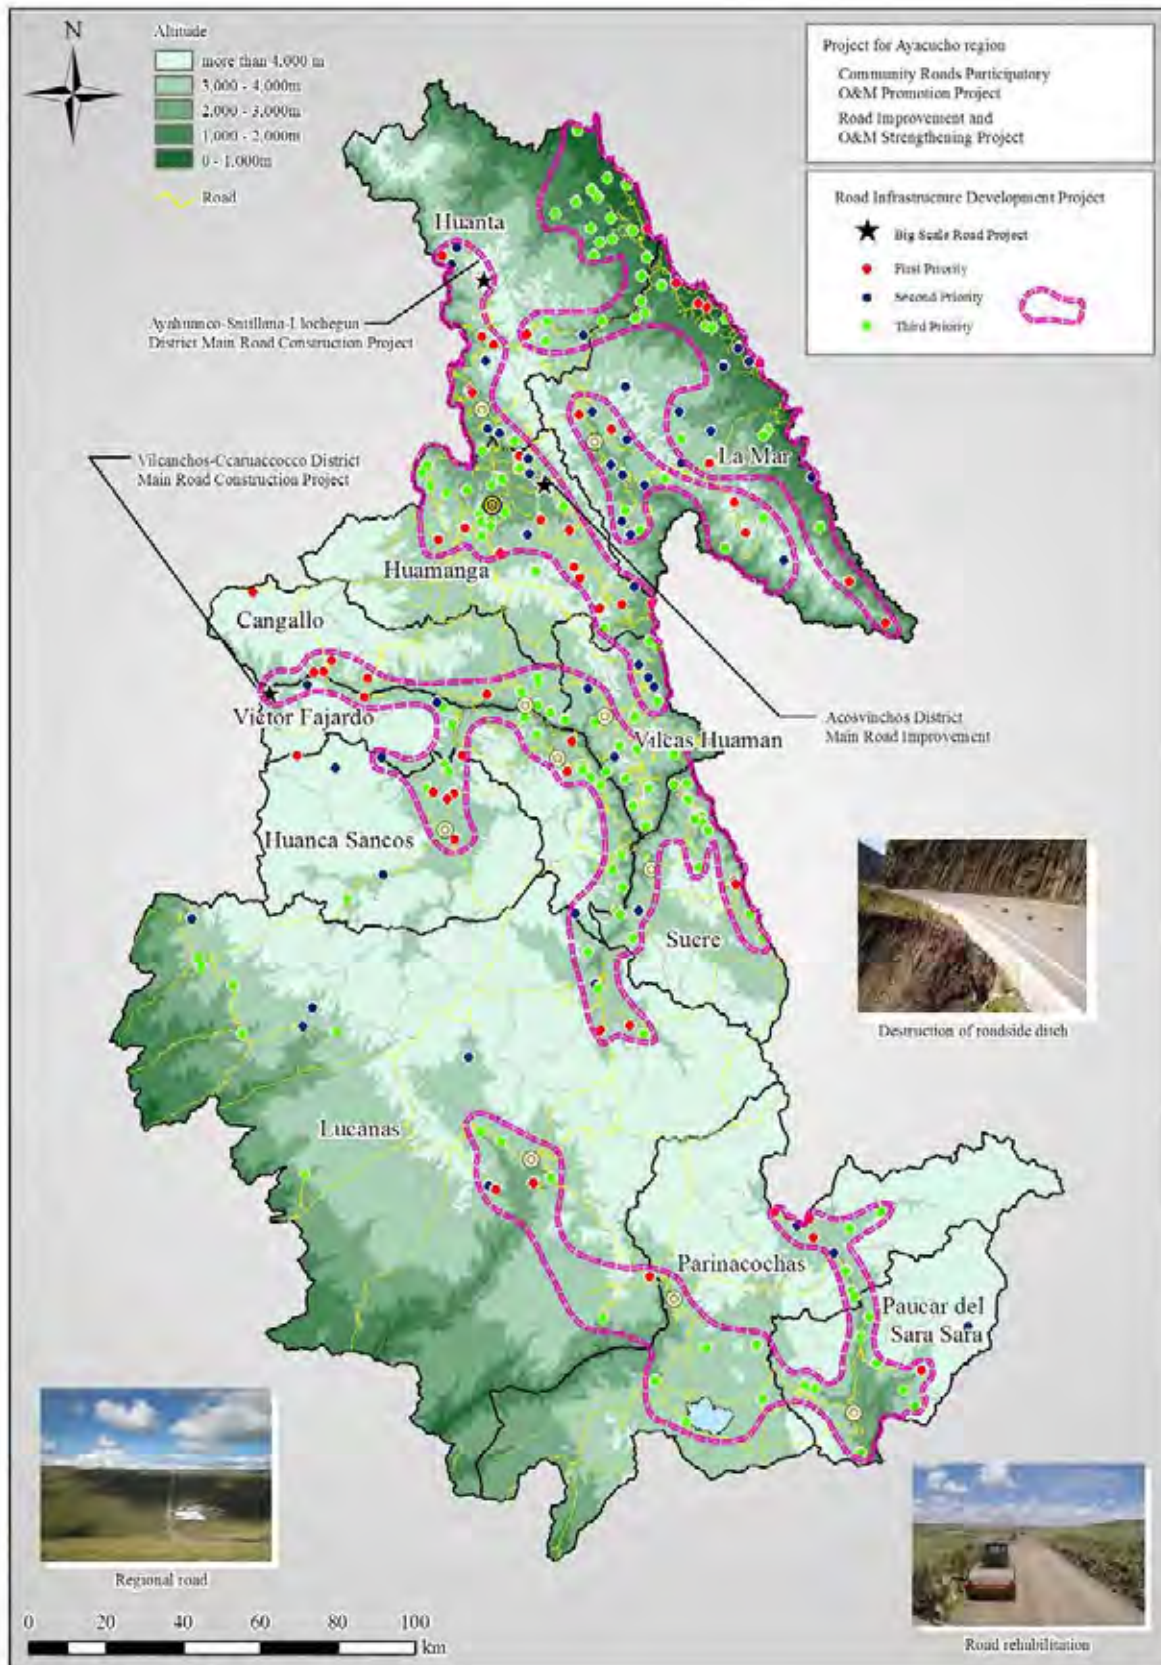 N
Altitude
more than 4,000 m
3,000 - 4,000m
2,000 - 3,000m
1,000 - 2,000m
0 - 1,000m
Road
Project for Ayacucho region
Community Roads Participatory
O&M Promotion Project
Road Improvement and
O&M Strengthening Project
Road Infrastructure Development Project
Big Scale Road Project
First Priority
Second Priority
Third Priority
Huanta
District Main Road Construction Project
La Mar
Vilcanchos-Ccaruaccocco District
Main Road Construction Project
Huamanga
Cangallo
Victor Fajardo
Acosvinchos District
Main Road Improvement
Vilcas Huaman
Huanca Sancos
Sucre
Destruction of roadside ditch
Lucanas
Parinacochas
Paucar del
Sara Sara
Regional road
Road rehabilitation
0 20 40 60 80 100
km